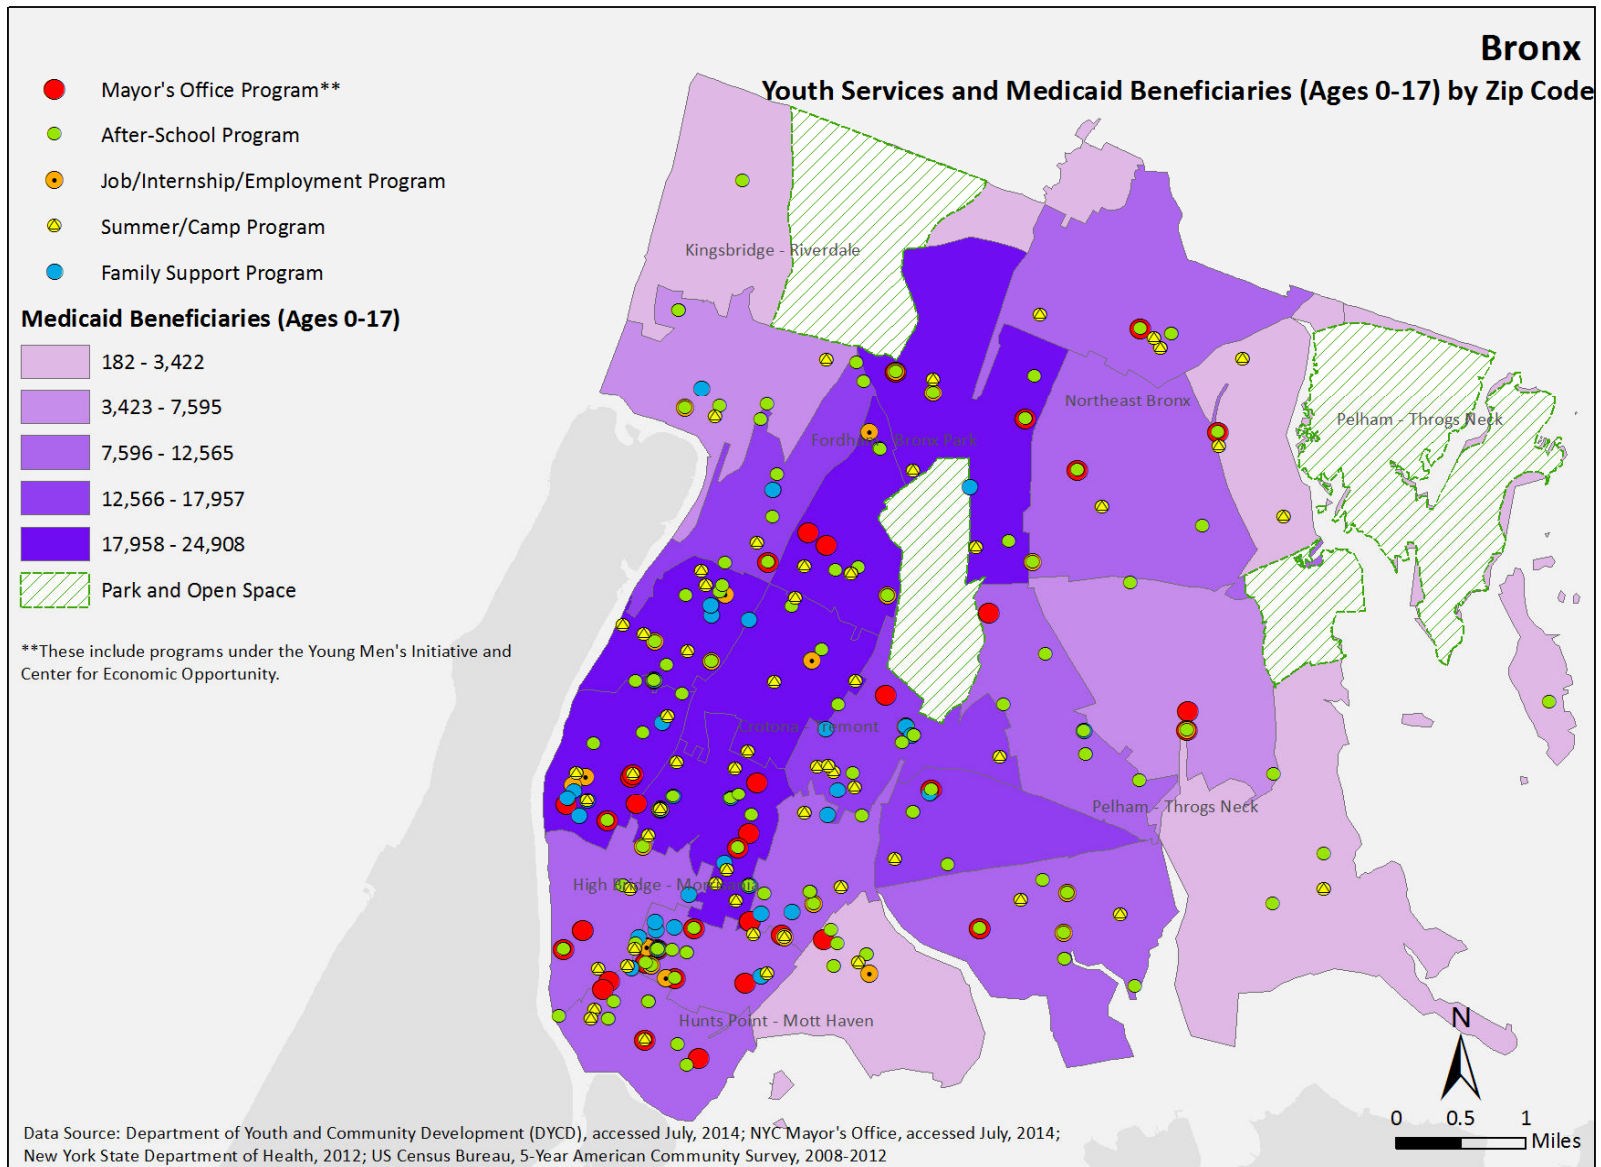 Bronx
Youth Services and Medicaid Beneficiaries (Ages 0-17) by Zip Code
Mayor's Office Program**
After-School Program
Job/Internship/Employment Program
Summer/Camp Program
Family Support Program
Medicaid Beneficiaries (Ages 0-17)
182 - 3,422
3,423 - 7,595
7,596 - 12,565
12,566 - 17,957
17,958 - 24,908
Park and Open Space
**These include programs under the Young Men's Initiative and
Center for Economic Opportunity.
Kingsbridge - Riverdale
Northeast Bronx
Pelham - Throgs Neck
Fordham - Bronx Park
Crotona - Tremont
Pelham - Throgs Neck
High Bridge - Morrisania
Hunts Point - Mott Haven
N
0 0.5 1
Miles
Data Source: Department of Youth and Community Development (DYCD), accessed July, 2014; NYC Mayor's Office, accessed July, 2014;
New York State Department of Health, 2012; US Census Bureau, 5-Year American Community Survey, 2008-2012